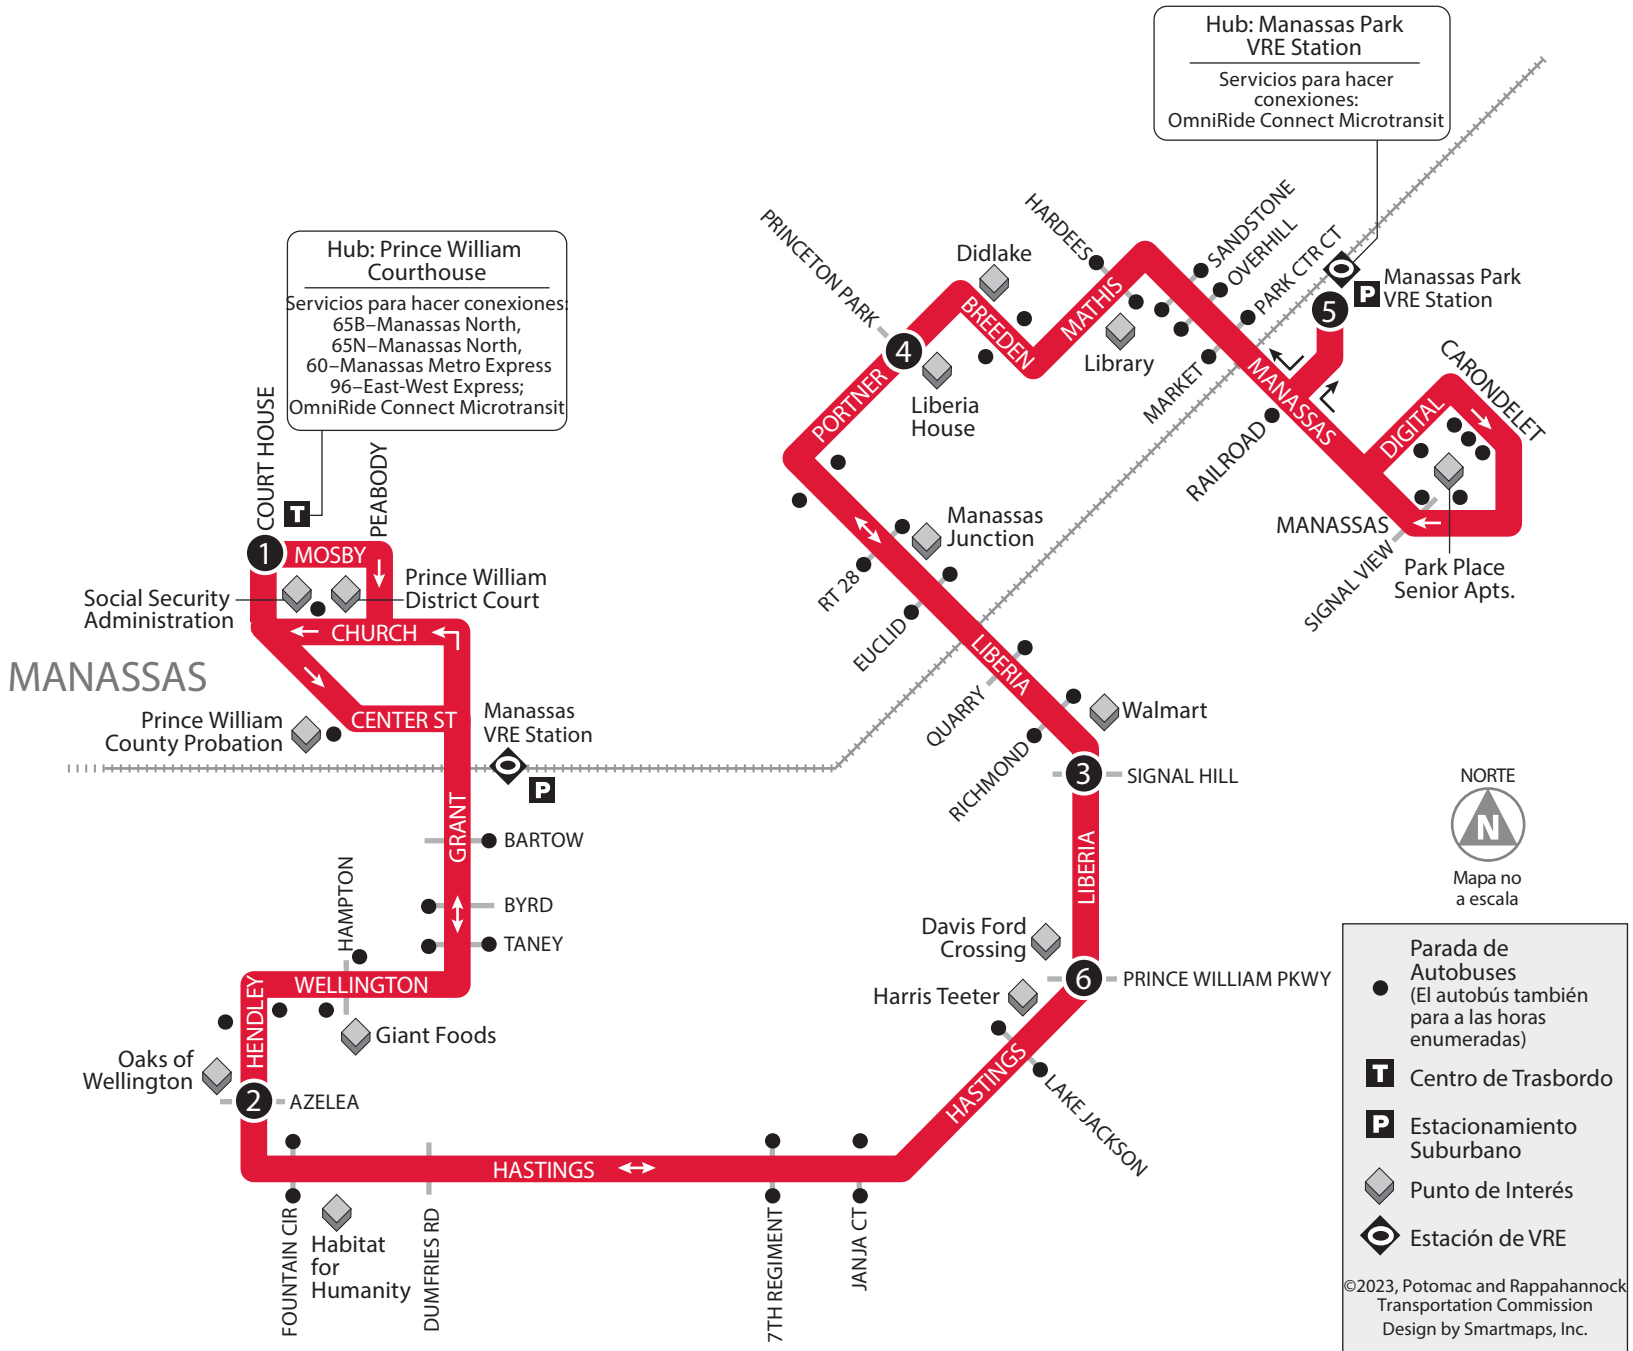 Hub: Manassas Park
VRE Station
Servicios para hacer
conexiones:
OmniRide Connect Microtransit
Hub: Prince William
Courthouse
Servicios para hacer conexiones:
65B–Manassas North,
65N–Manassas North,
60–Manassas Metro Express
96–East-West Express;
OmniRide Connect Microtransit
PRINCETON PARK
Didlake
HARDEES
SANDSTONE
OVERHILL
PARK CTR CT
Manassas Park
VRE Station
P
5
4
BREEDEN
MATHIS
Library
MARKET
MANASSAS
RAILROAD
DIGITAL
CARONDELET
PORTNER
Liberia
House
MANASSAS
SIGNAL VIEW
Park Place
Senior Apts.
COURT HOUSE
T
PEABODY
1
MOSBY
Social Security
Administration
Prince William
District Court
CHURCH
MANASSAS
Prince William
County Probation
CENTER ST
Manassas
VRE Station
P
Manassas
Junction
RT 28
EUCLID
LIBERIA
QUARRY
RICHMOND
Walmart
3
SIGNAL HILL
LIBERIA
GRANT
BARTOW
BYRD
TANEY
HAMPTON
WELLINGTON
HENDLEY
Giant Foods
Oaks of
Wellington
2
AZELEA
Davis Ford
Crossing
6
PRINCE WILLIAM PKWY
Harris Teeter
HASTINGS
LAKE JACKSON
HASTINGS
FOUNTAIN CIR
Habitat
for
Humanity
DUMFRIES RD
7TH REGIMENT
JANJA CT
NORTE
N
Mapa no
a escala
Parada de
Autobuses
(El autobús también
para a las horas
enumeradas)
T
Centro de Trasbordo
P
Estacionamiento
Suburbano
Punto de Interés
Estación de VRE
©2023, Potomac and Rappahannock
Transportation Commission
Design by Smartmaps, Inc.